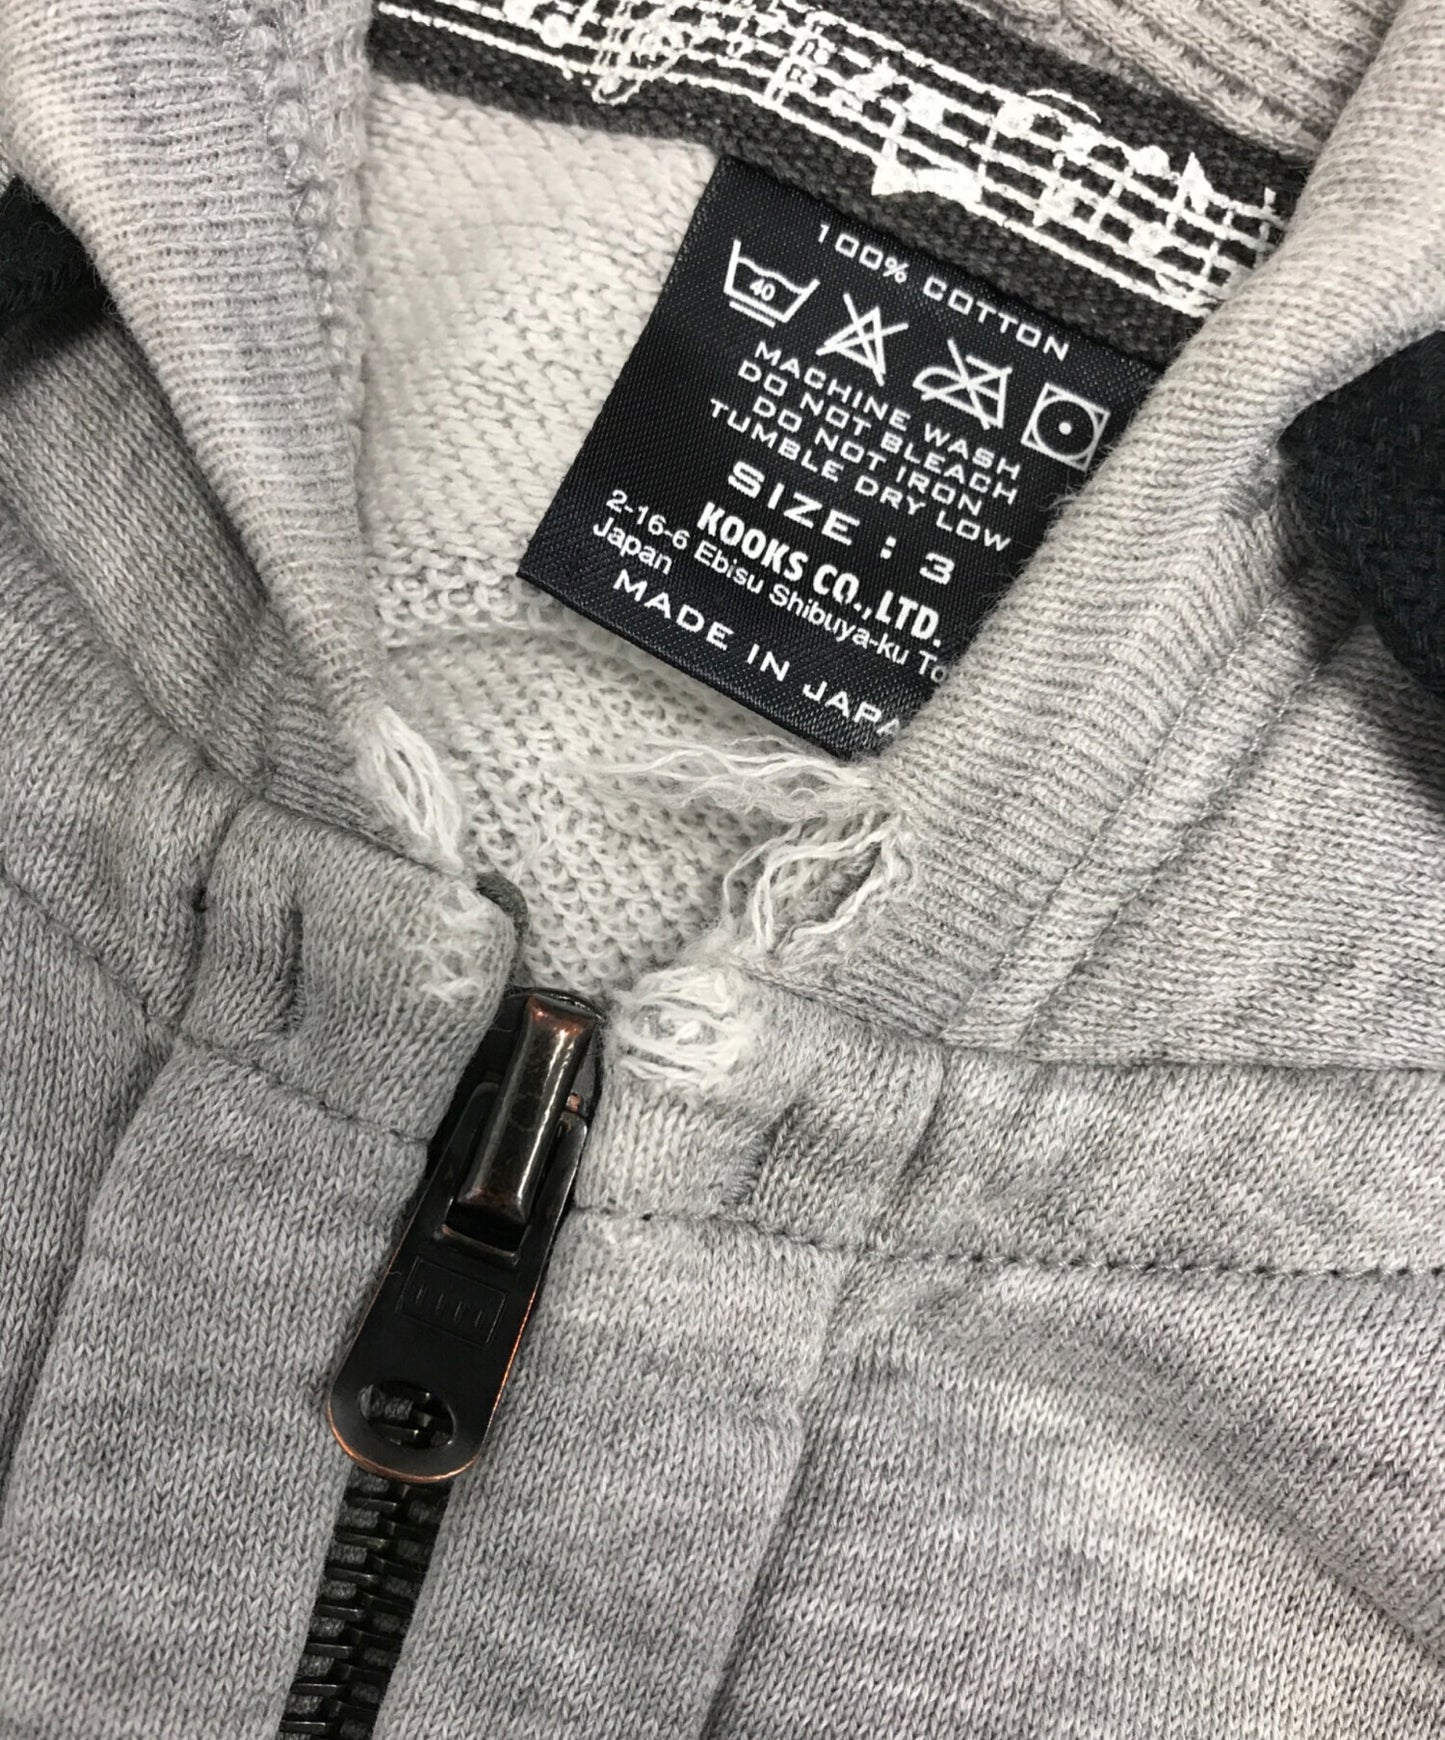 100% COTTON
40
MACHINE WASH
DO NOT BLEACH
DO NOT IRON
TUMBLE DRY LOW
SIZE : 3
KOOKS CO.,LTD.
2-16-6 Ebisu Shibuya-ku To
Japan
MADE IN JAPA